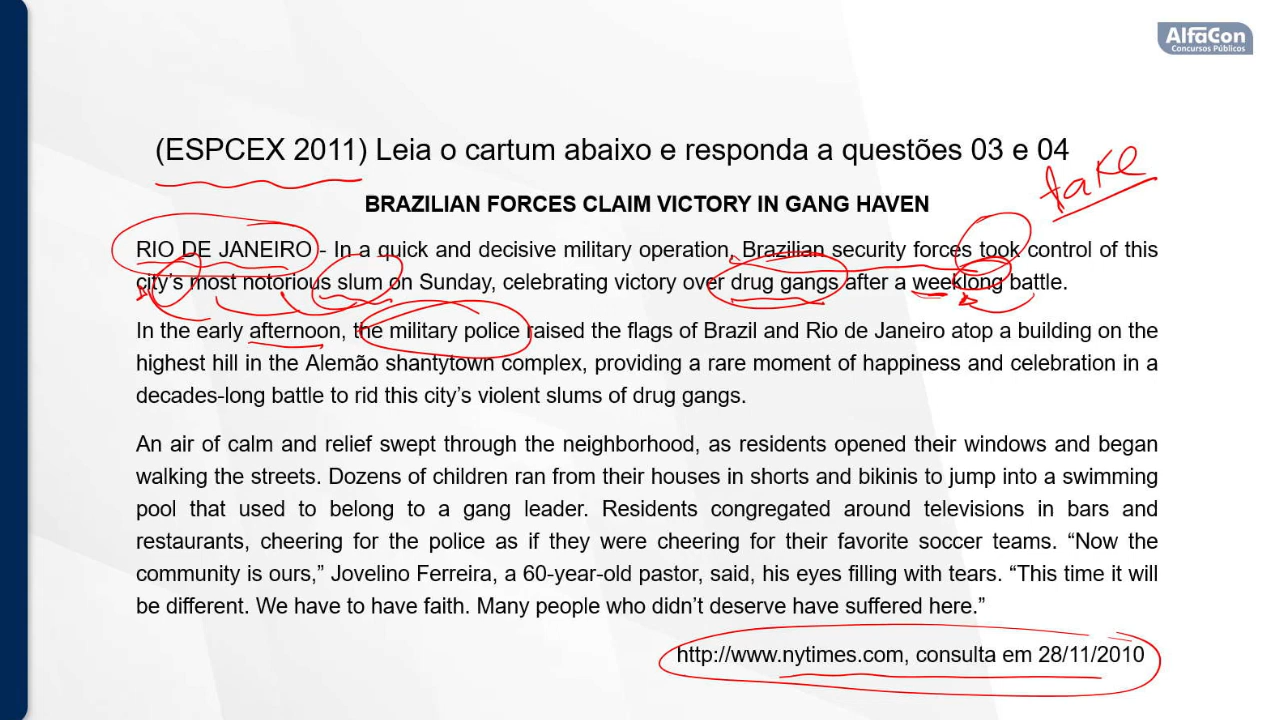 AlfaCon
Concursos Públicos
(ESPCEX 2011) Leia o cartum abaixo e responda a questões 03 e 04
take
BRAZILIAN FORCES CLAIM VICTORY IN GANG HAVEN
RIO DE JANEIRO - In a quick and decisive military operation, Brazilian security forces took control of this
city’s most notorious slum on Sunday, celebrating victory over drug gangs after a weeklong battle.
In the early afternoon, the military police raised the flags of Brazil and Rio de Janeiro atop a building on the
highest hill in the Alemão shantytown complex, providing a rare moment of happiness and celebration in a
decades-long battle to rid this city’s violent slums of drug gangs.
An air of calm and relief swept through the neighborhood, as residents opened their windows and began
walking the streets. Dozens of children ran from their houses in shorts and bikinis to jump into a swimming
pool that used to belong to a gang leader. Residents congregated around televisions in bars and
restaurants, cheering for the police as if they were cheering for their favorite soccer teams. “Now the
community is ours,” Jovelino Ferreira, a 60-year-old pastor, said, his eyes filling with tears. “This time it will
be different. We have to have faith. Many people who didn’t deserve have suffered here.”
http://www.nytimes.com, consulta em 28/11/2010